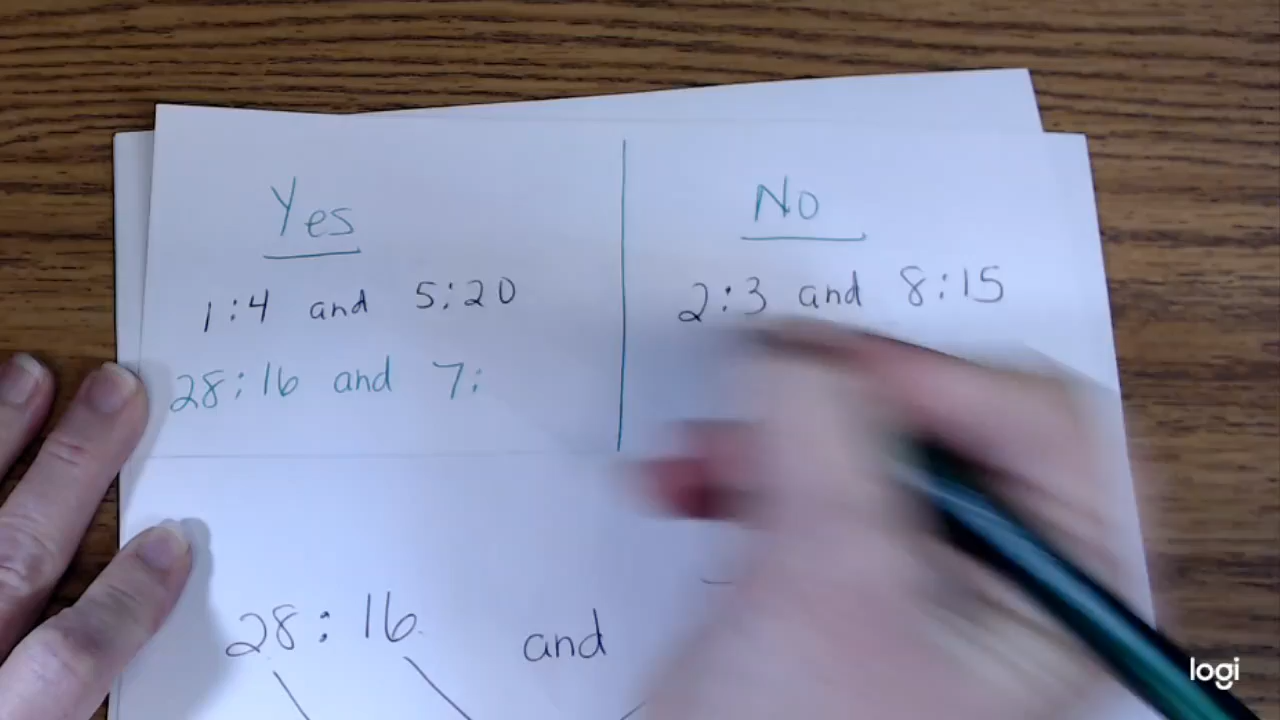 Yes
No
1:4 and 5:20
2:3 and 8:15
28:16 and 7:
28:16 and
logi